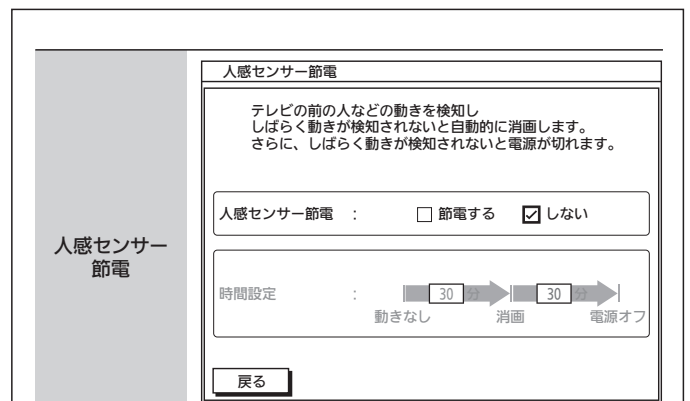 人感センサー節電
人感センサー
節電
テレビの前の人などの動きを検知し
しばらく動きが検知されないと自動的に消画します。
さらに、しばらく動きが検知されないと電源が切れます。
人感センサー節電 : 節電する しない
時間設定 : 30 分 30 分
動きなし 消画 電源オフ
戻る